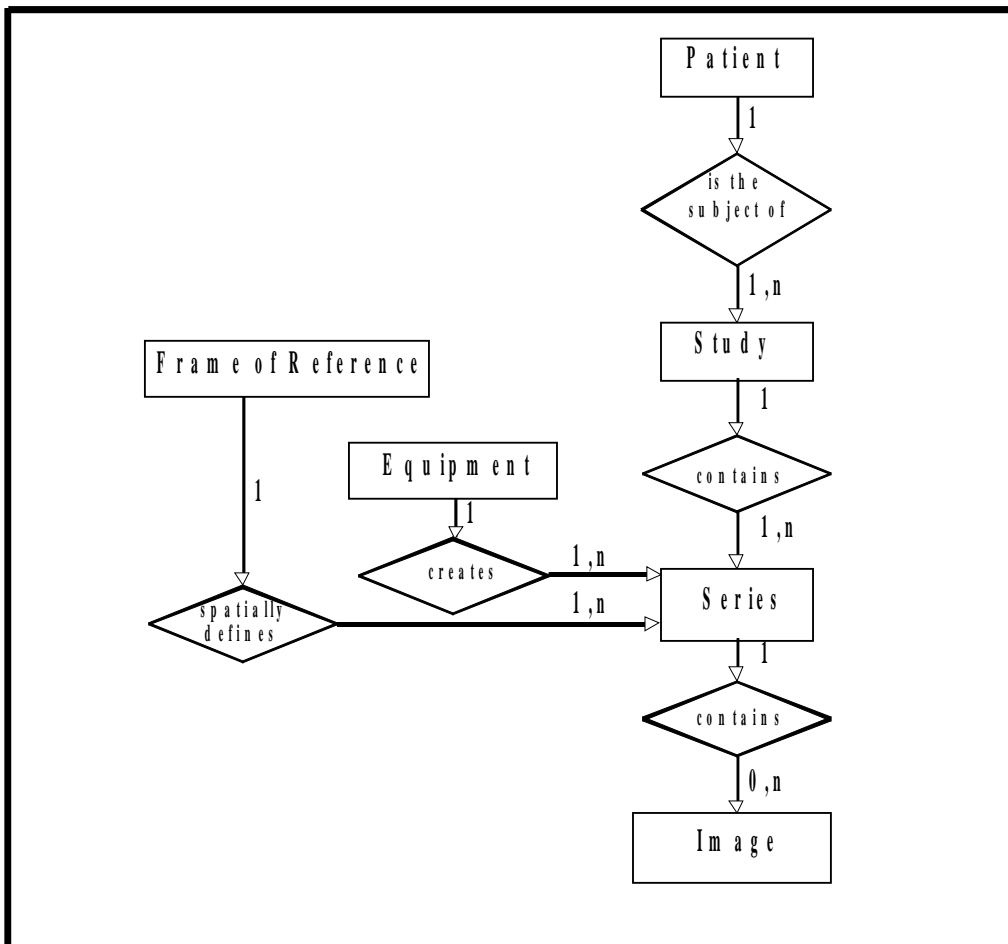 Patient
1
is the
subject of
1,n
Study
1
Frame of Reference
contains
Equipment
1
1
1,n
creates
1,n
1,n
Series
spatially
defines
1
contains
0,n
Image